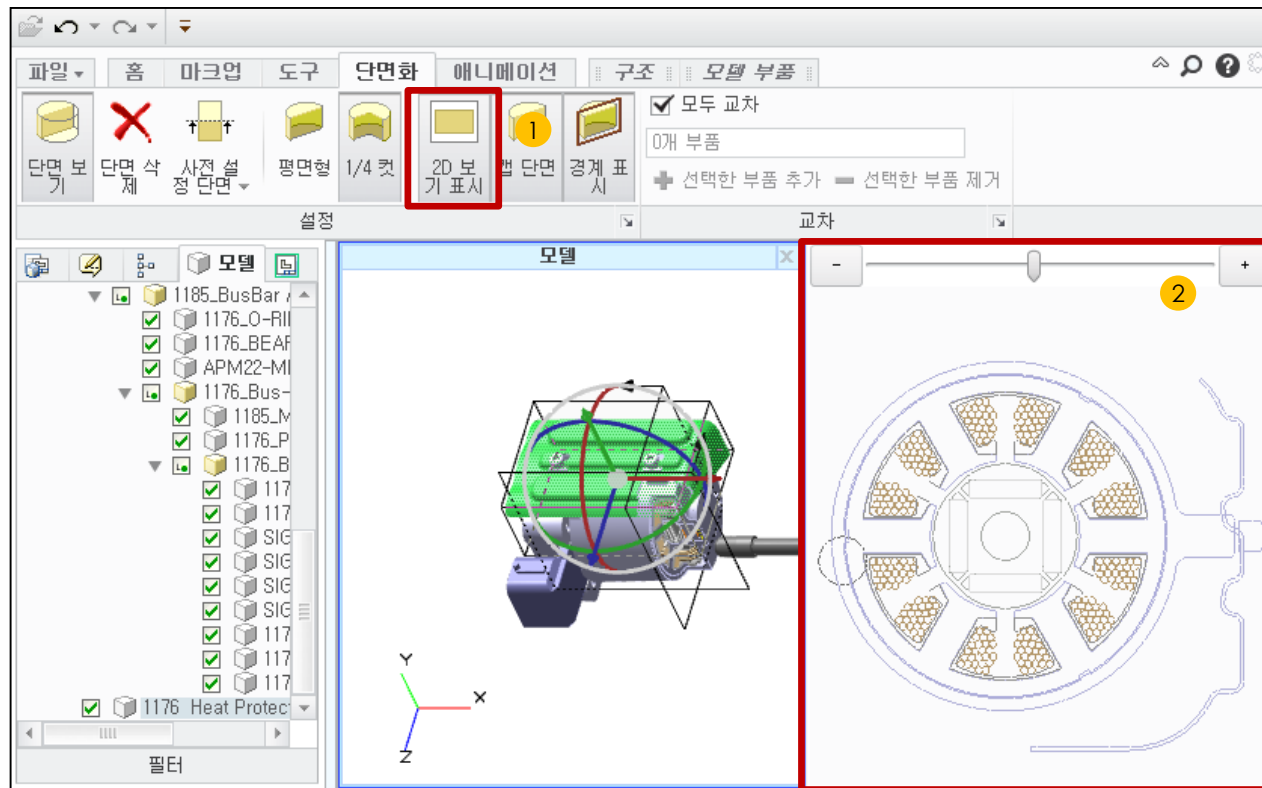 파일 홈 마크업 도구 단면화 애니메이션 구조 모델 부품
모두 교차
1
0개 부품
단면 보
기
단면 삭
제
사전 설
정 단면
평면형
1/4 컷
2D 보
기 표시
단면
경계 표
시
선택한 부품 추가 선택한 부품 제거
설정 교차
모델
모델
- +
2
1185_BusBar
1176_O-RI
1176_BEA
APM22-M
1176_Bus-
1185_M
1176_P
1176_B
117
117
SIG
SIG
SIG
SIG
117
117
117
1176 Heat Protec
필터
Y
X
Z